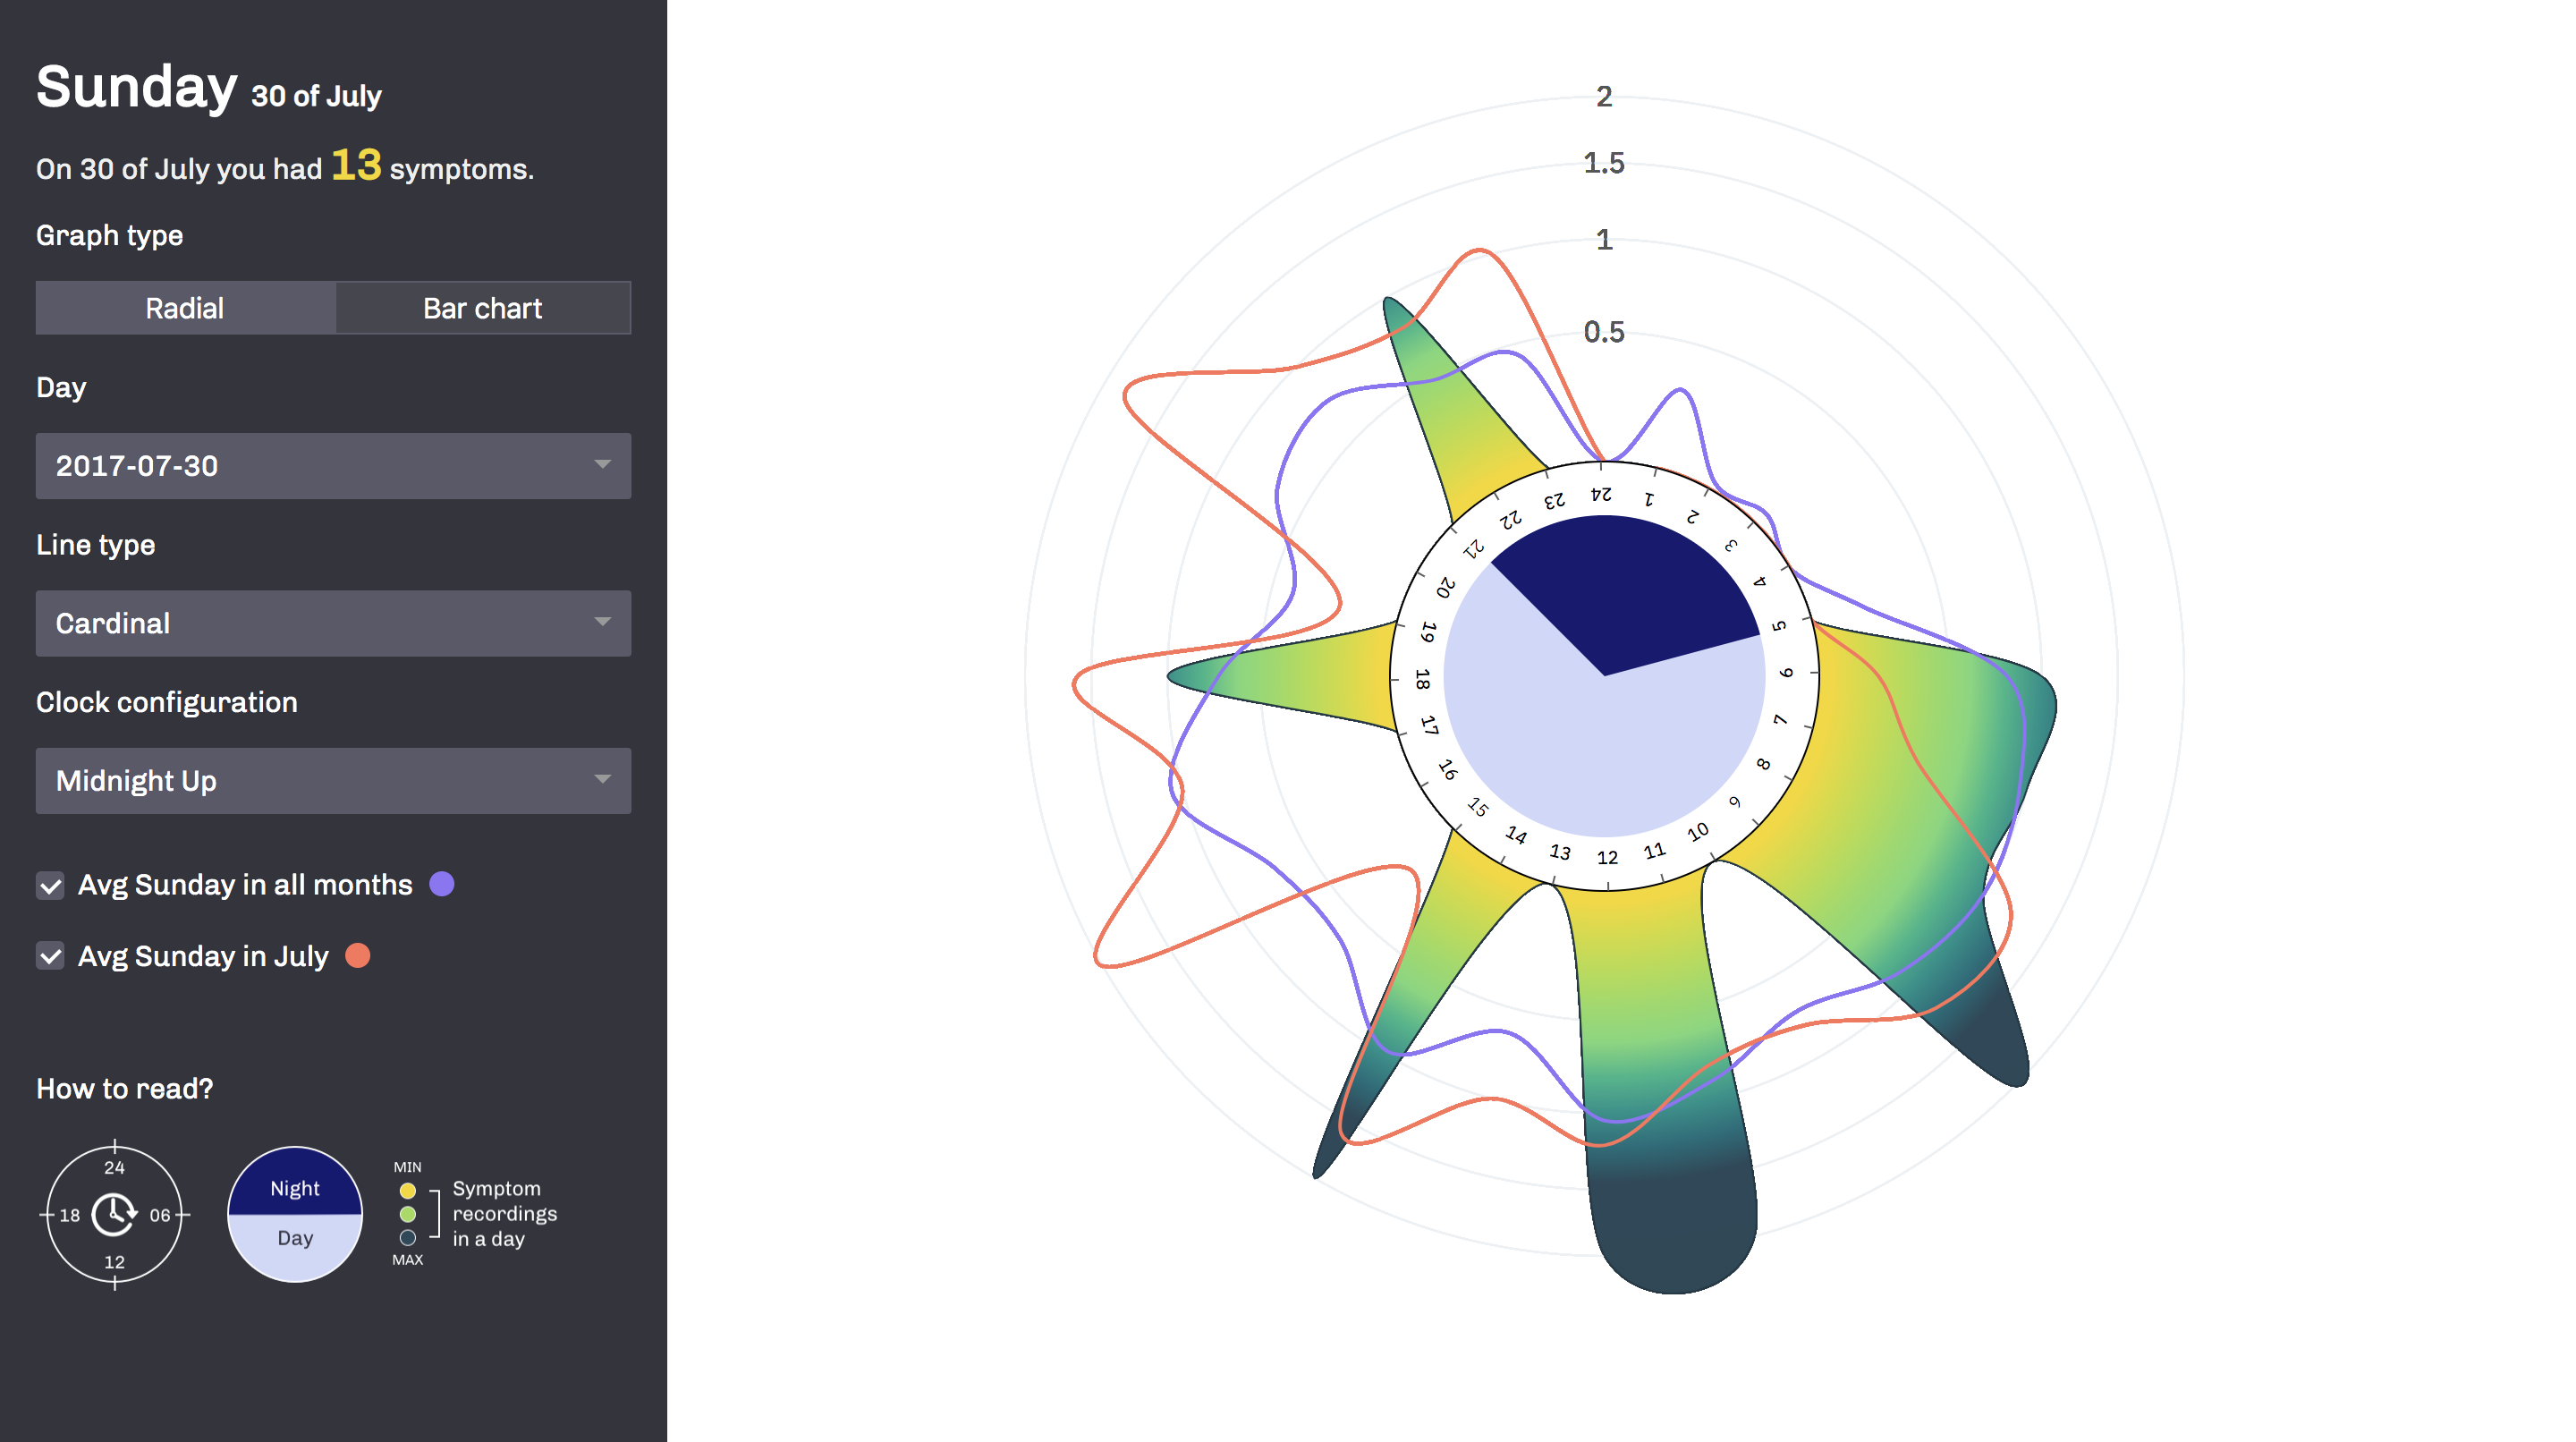 Sunday 30 of July
On 30 of July you had 13 symptoms.
Graph type
Radial Bar chart
Day
2017-07-30
Line type
Cardinal
Clock configuration
Midnight Up
Avg Sunday in all months
Avg Sunday in July
How to read?
24
18 06
12
Night
Day
MIN
MAX
Symptom
recordings
in a day
2
1.5
1
0.5
24
1
2
3
4
5
6
7
8
9
10
11
12
13
14
15
16
17
18
19
20
21
22
23